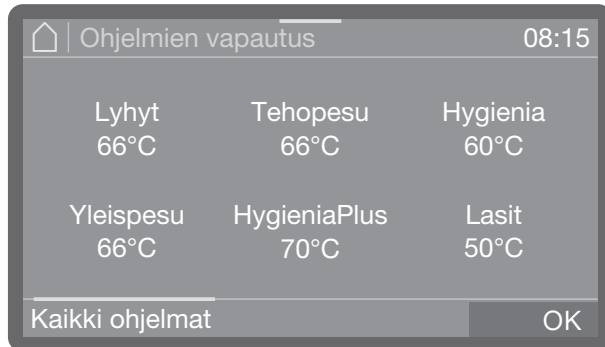 Ohjelmien vapautus 08:15
Lyhyt Tehopesu Hygienia
66°C 66°C 60°C
Yleispesu HygieniaPlus Lasit
66°C 70°C 50°C
Kaikki ohjelmat OK